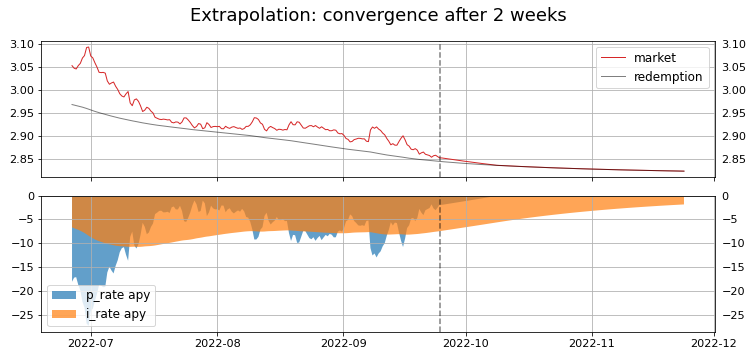 Extrapolation: convergence after 2 weeks
3.10 3.10
3.05 3.05
3.00 3.00
2.95 2.95
2.90 2.90
2.85 2.85
market
redemption
0 0
−5 −5
−10 −10
−15 −15
−20 −20
−25 −25
p_rate apy
i_rate apy
2022-07 2022-08 2022-09 2022-10 2022-11 2022-12